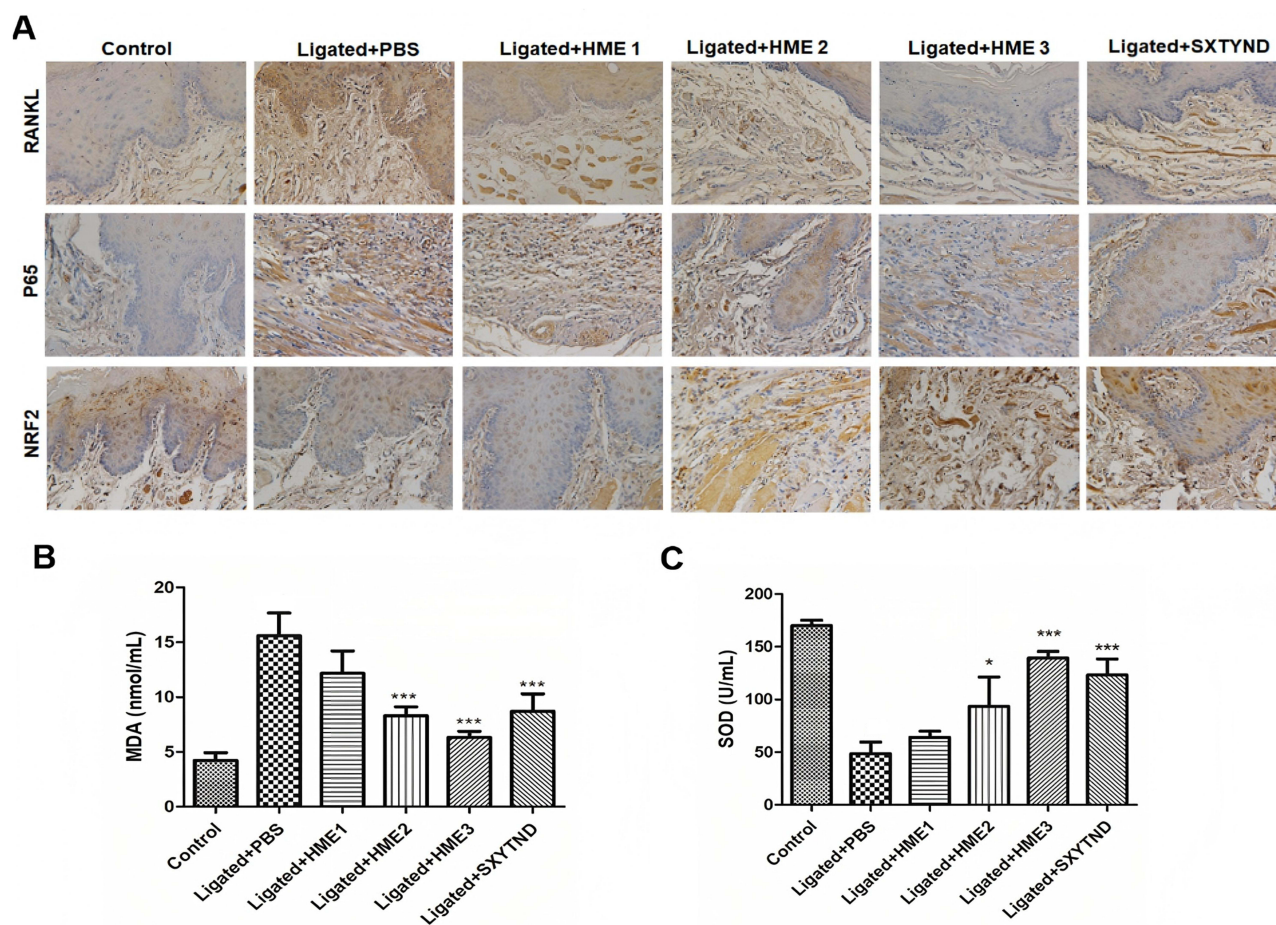 A
Control
Ligated+PBS
Ligated+HME 1
Ligated+HME 2
Ligated+HME 3
Ligated+SXTYND
RANKL
P65
NRF2
B
MDA (nmol/mL)
20
15
10
5
0
***
***
***
Control
Ligated+PBS
Ligated+HME1
Ligated+HME2
Ligated+HME3
Ligated+SXYTND
C
SOD (U/mL)
200
150
100
50
0
*
***
***
Control
Ligated+PBS
Ligated+HME1
Ligated+HME2
Ligated+HME3
Ligated+SXYTND